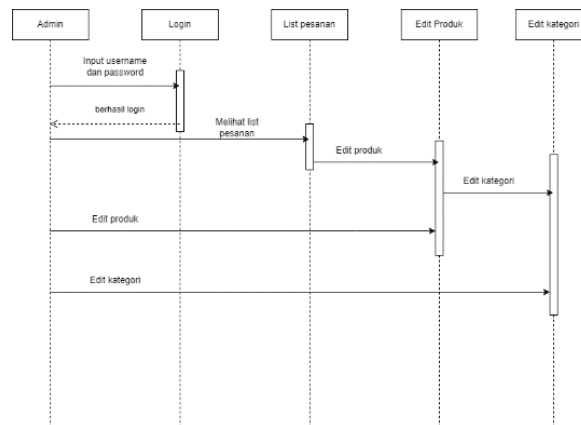 Admin
Login
List pesanan
Edit Produk
Edit kategori
Input username
dan password
berhasil login
Melihat list
pesanan
Edit produk
Edit kategori
Edit produk
Edit kategori